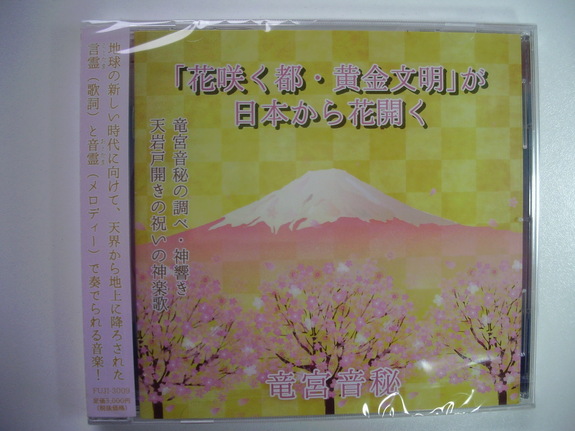 「花咲く都・黄金文明」が
日本から花開く
竜宮音秘の調べ・神響き
天岩戸開きの祝いの神楽歌
竜宮音秘
地球の新しい時代に向けて、天界から地上に降ろされた
言霊（歌詞）と音霊（メロディー）で奏でられる音楽！